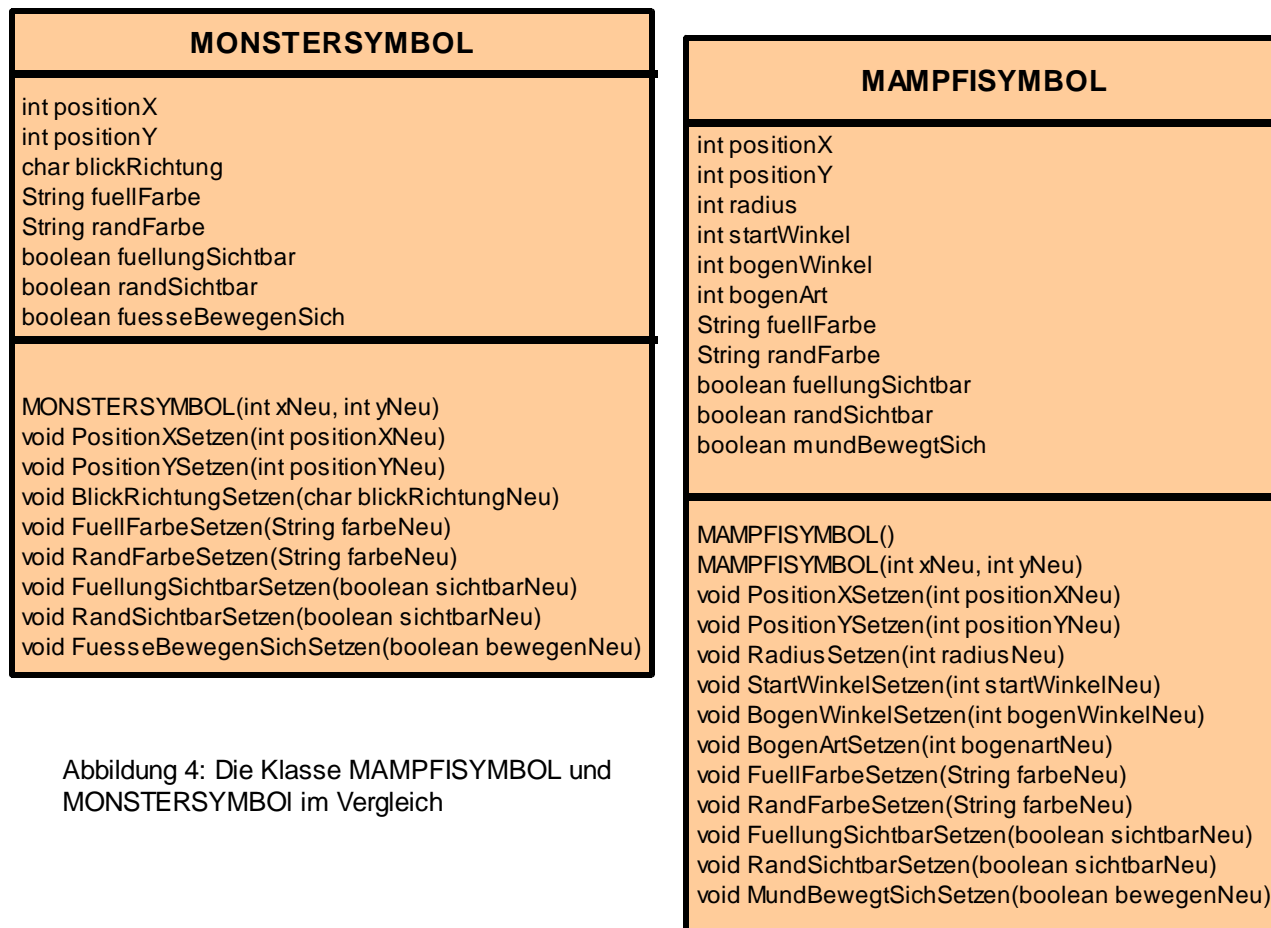 MONSTERSYMBOL
int positionX
int positionY
char blickRichtung
String fuellFarbe
String randFarbe
boolean fuellungSichtbar
boolean randSichtbar
boolean fuesseBewegenSich
MONSTERSYMBOL(int xNeu, int yNeu)
void PositionXSetzen(int positionXNeu)
void PositionYSetzen(int positionYNeu)
void BlickRichtungSetzen(char blickRichtungNeu)
void FuellFarbeSetzen(String farbeNeu)
void RandFarbeSetzen(String farbeNeu)
void FuellungSichtbarSetzen(boolean sichtbarNeu)
void RandSichtbarSetzen(boolean sichtbarNeu)
void FuesseBewegenSichSetzen(boolean bewegenNeu)
Abbildung 4: Die Klasse MAMPFISYMBOL und
MONSTERSYMBOl im Vergleich
MAMPFISYMBOL
int positionX
int positionY
int radius
int startWinkel
int bogenWinkel
int bogenArt
String fuellFarbe
String randFarbe
boolean fuellungSichtbar
boolean randSichtbar
boolean mundBewegtSich
MAMPFISYMBOL()
MAMPFISYMBOL(int xNeu, int yNeu)
void PositionXSetzen(int positionXNeu)
void PositionYSetzen(int positionYNeu)
void RadiusSetzen(int radiusNeu)
void StartWinkelSetzen(int startWinkelNeu)
void BogenWinkelSetzen(int bogenWinkelNeu)
void BogenArtSetzen(int bogenartNeu)
void FuellFarbeSetzen(String farbeNeu)
void RandFarbeSetzen(String farbeNeu)
void FuellungSichtbarSetzen(boolean sichtbarNeu)
void RandSichtbarSetzen(boolean sichtbarNeu)
void MundBewegtSichSetzen(boolean bewegenNeu)